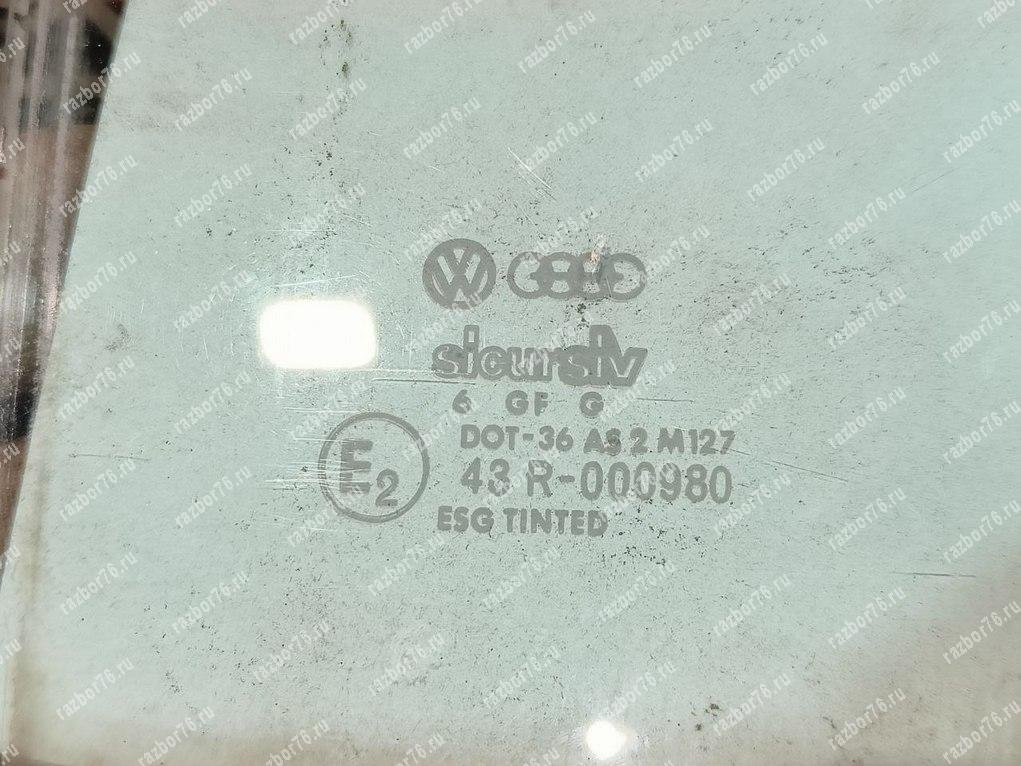 sicursiv
6 GF G
DOT-36 AS 2 M127
E2 43 R-000980
ESG TINTED
razbor76.ru